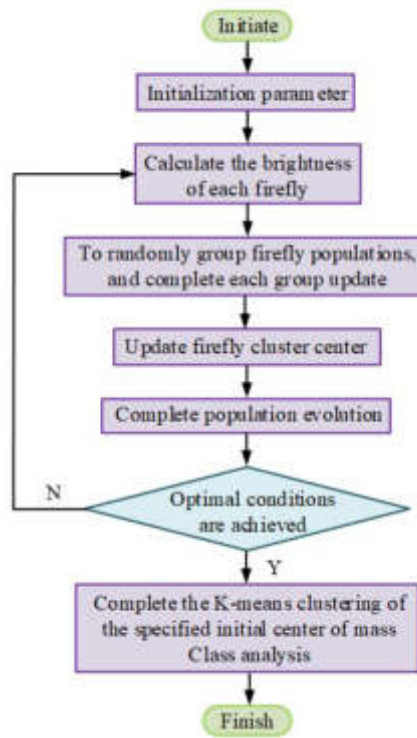 Initiate
Initialization parameter
Calculate the brightness
of each firefly
To randomly group firefly populations,
and complete each group update
Update firefly cluster center
Complete population evolution
N
Optimal conditions
are achieved
Y
Complete the K-means clustering of
the specified initial center of mass
Class analysis
Finish